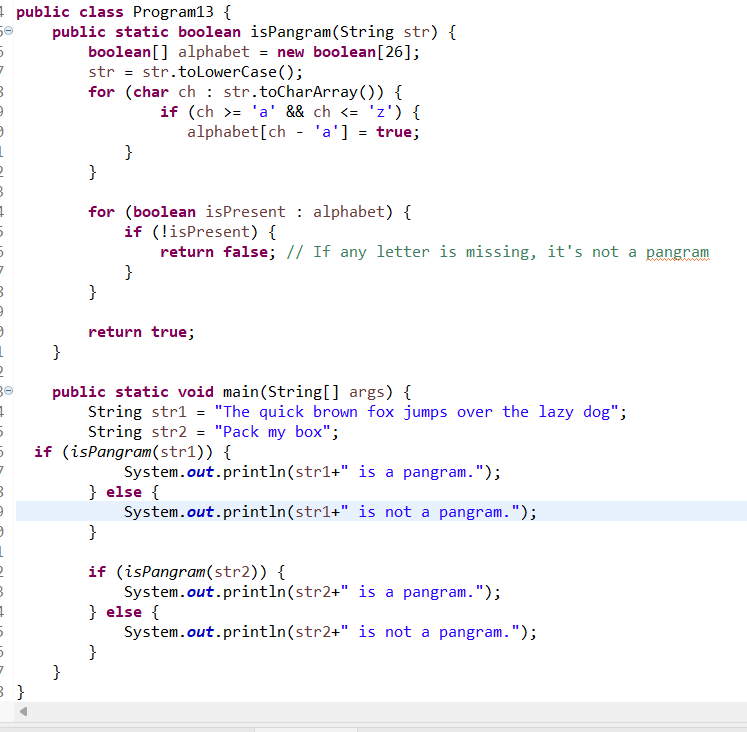 public class Program13 {
    public static boolean isPangram(String str) {
        boolean[] alphabet = new boolean[26];
        str = str.toLowerCase();
        for (char ch : str.toCharArray()) {
                if (ch >= 'a' && ch <= 'z') {
                   alphabet[ch - 'a'] = true;
            }
        }

        for (boolean isPresent : alphabet) {
            if (!isPresent) {
                return false; // If any letter is missing, it's not a pangram
            }
        }

        return true;
    }

    public static void main(String[] args) {
        String str1 = "The quick brown fox jumps over the lazy dog";
        String str2 = "Pack my box";
  if (isPangram(str1)) {
            System.out.println(str1+" is a pangram.");
        } else {
            System.out.println(str1+" is not a pangram.");
        }

        if (isPangram(str2)) {
            System.out.println(str2+" is a pangram.");
        } else {
            System.out.println(str2+" is not a pangram.");
        }
    }
}